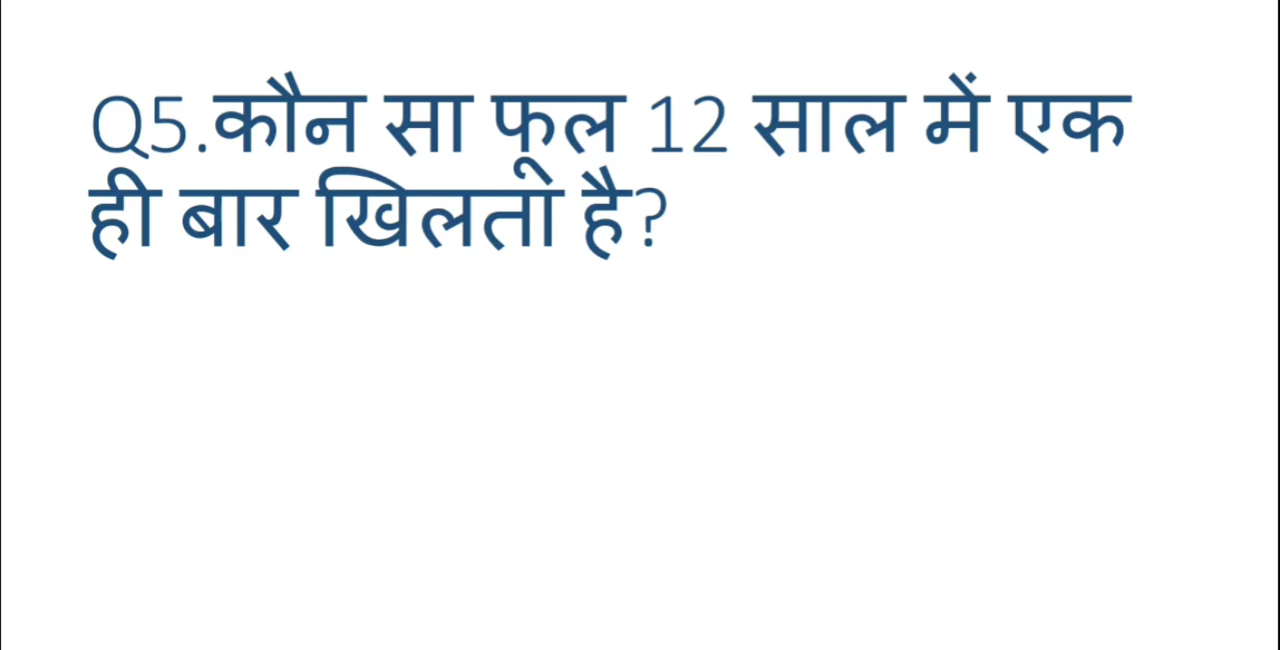 Q5.कौन सा फूल 12 साल में एक
ही बार खिलता है?